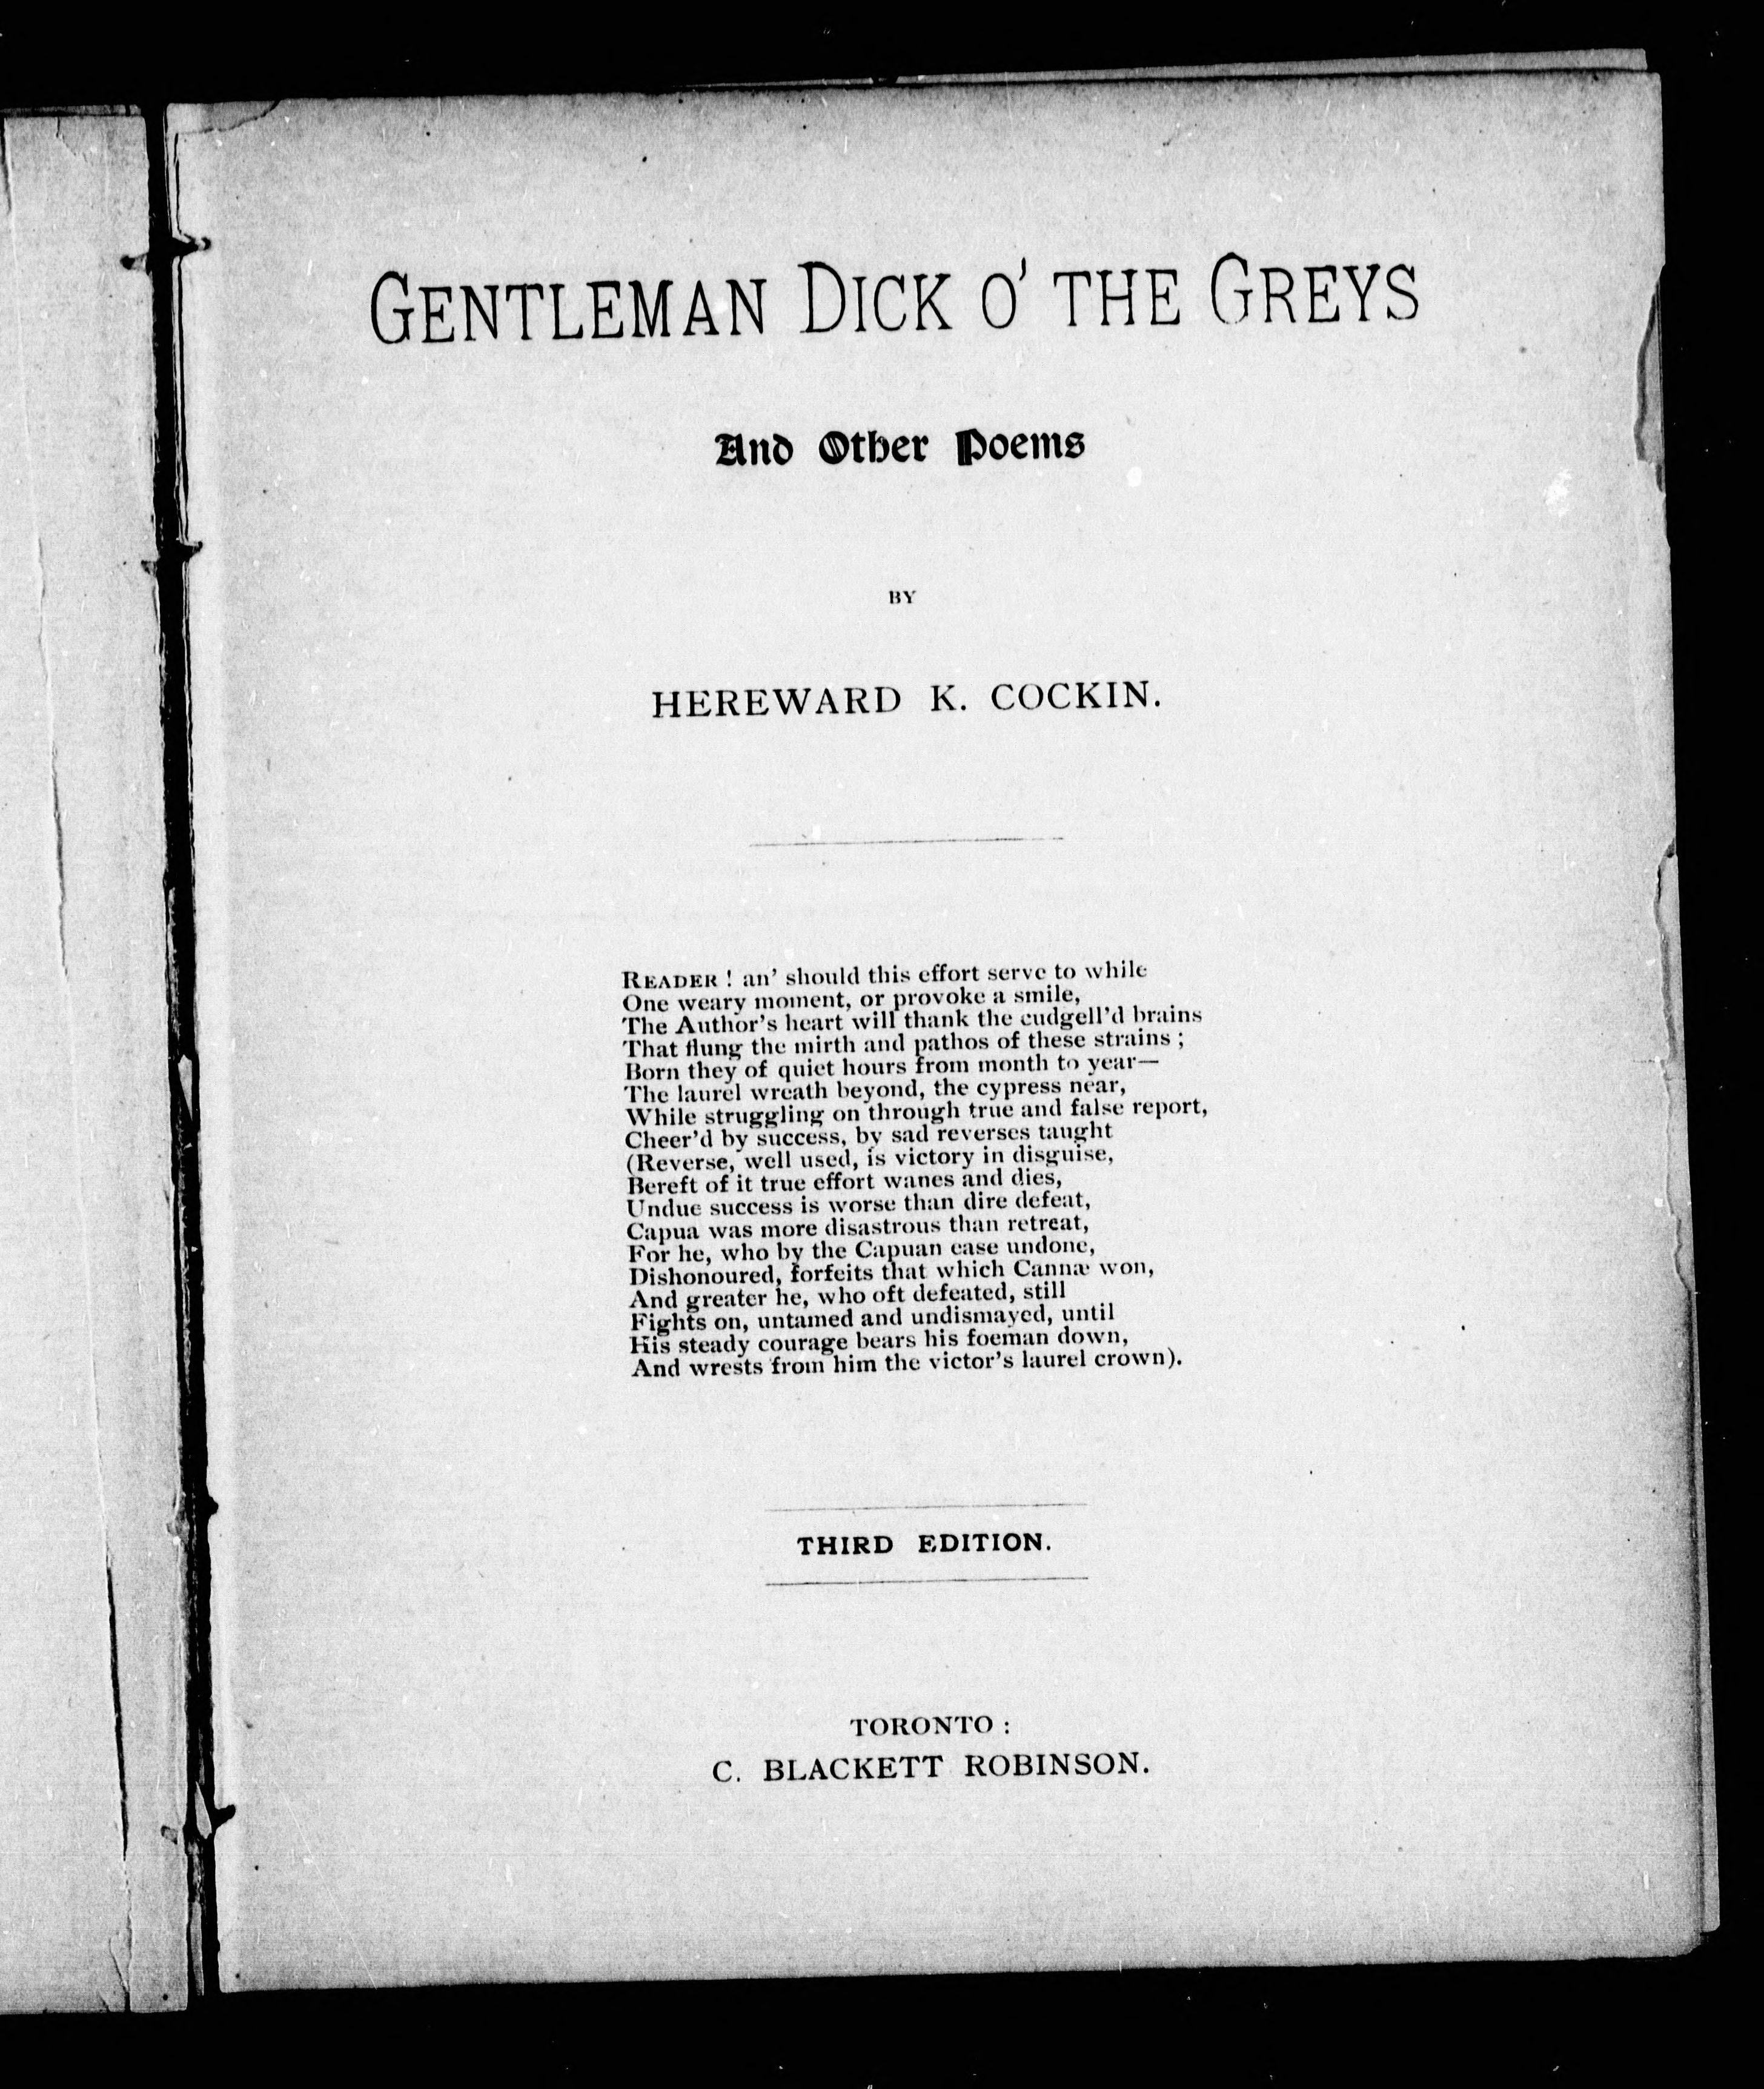 GENTLEMAN DICK O' THE GREYS
And Other Poems
BY
HEREWARD K. COCKIN.
READER ! an' should this effort serve to while
One weary moment, or provoke a smile,
The Author's heart will thank the cudgell'd brains
That flung the mirth and pathos of these strains ;
Born they of quiet hours from month to year—
The laurel wreath beyond, the cypress near,
While struggling on through true and false report,
Cheer'd by success, by sad reverses taught
(Reverse, well used, is victory in disguise,
Bereft of it true effort wanes and dies,
Undue success is worse than dire defeat,
Capua was more disastrous than retreat,
For he, who by the Capuan ease undone,
Dishonoured, forfeits that which Cannæ won,
And greater he, who oft defeated, still
Fights on, untamed and undismayed, until
His steady courage bears his foeman down,
And wrests from him the victor's laurel crown).
THIRD EDITION.
TORONTO :
C. BLACKETT ROBINSON.